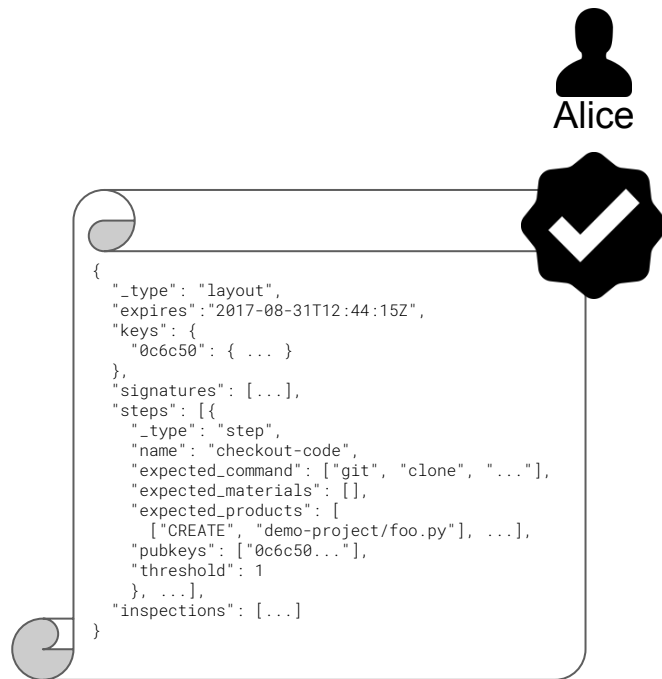 Alice
{
"_type": "layout",
"expires":"2017-08-31T12:44:15Z",
"keys": {
"0c6c50": { ... }
},
"signatures": [...],
"steps": [{
"_type": "step",
"name": "checkout-code",
"expected_command": ["git", "clone", "..."],
"expected_materials": [],
"expected_products": [
["CREATE", "demo-project/foo.py"], ...],
"pubkeys": ["0c6c50..."],
"threshold": 1
}, ...],
"inspections": [...]
}